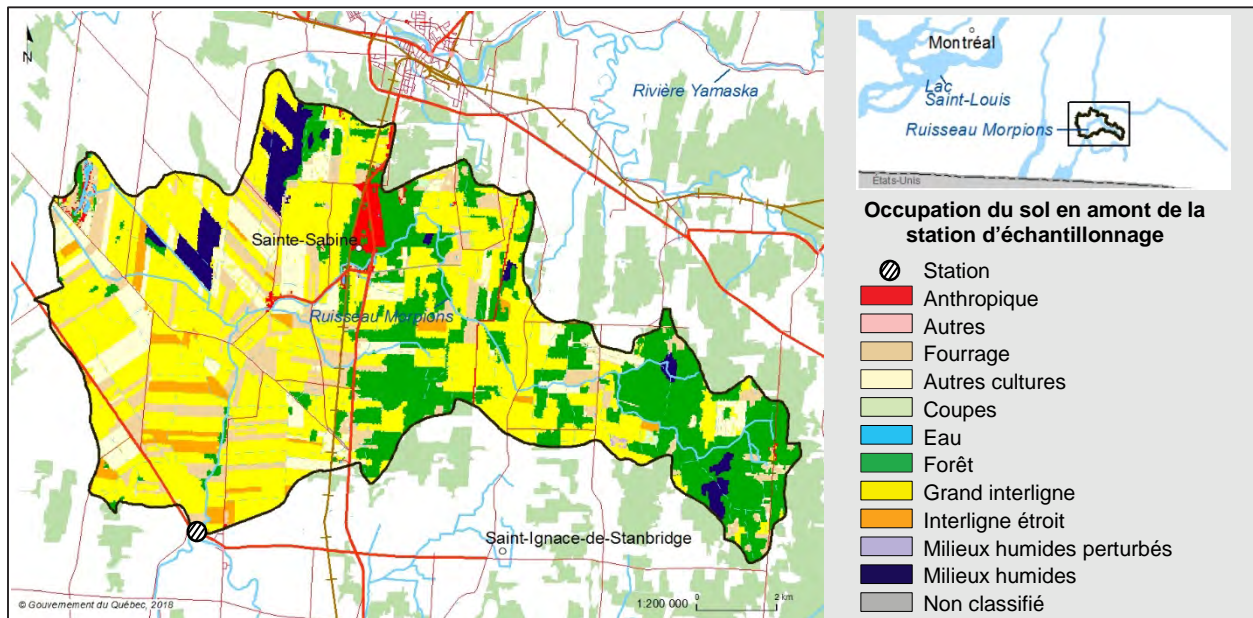 N
Rivière Yamaska
Sainte-Sabine
Ruisseau Morpions
Saint-Ignace-de-Stanbridge
© Gouvernement du Québec, 2018
1:200 000
0
2 km
Montréal
Lac
Saint-Louis
Ruisseau Morpions
États-Unis
Occupation du sol en amont de la
station d'échantillonnage
Station
Anthropique
Autres
Fourrage
Autres cultures
Coupes
Eau
Forêt
Grand interligne
Interligne étroit
Milieux humides perturbés
Milieux humides
Non classifié